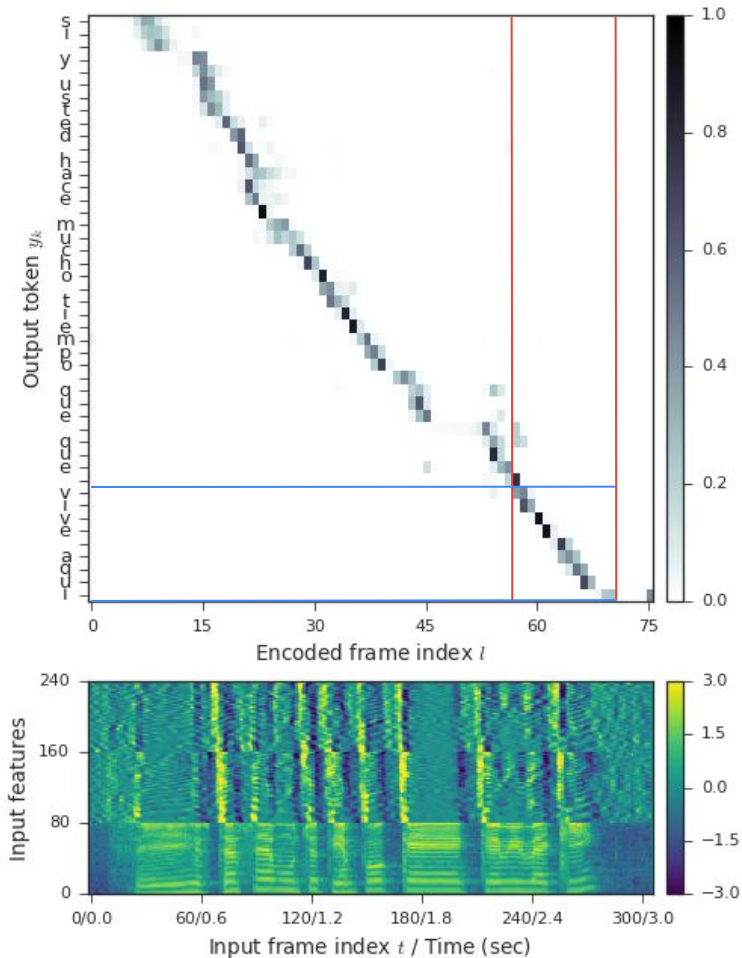 s
i
y
u
s
t
e
d
h
a
c
e
m
u
c
h
o
t
i
e
m
p
o
q
u
e
q
u
e
v
i
v
e
a
q
u
i
Output token y_k
0 15 30 45 60 75
Encoded frame index l
1.0
0.8
0.6
0.4
0.2
0.0
240
160
80
0
Input features
0/0.0 60/0.6 120/1.2 180/1.8 240/2.4 300/3.0
Input frame index t / Time (sec)
3.0
1.5
0.0
−1.5
−3.0